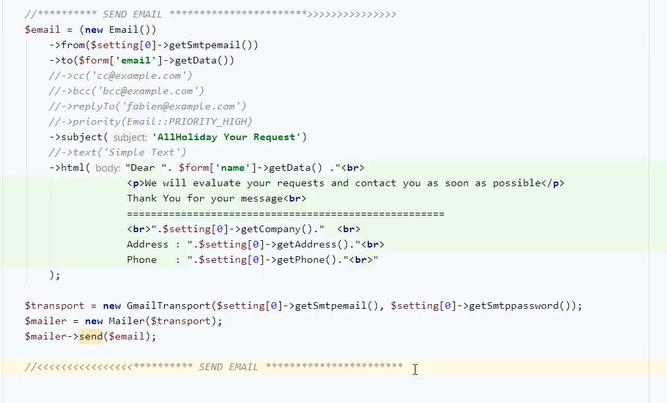 //********** SEND EMAIL ***********************>>>>>>>>>>>>>>>
$email = (new Email())
->from($setting[0]->getSmtpemail())
->to($form['email']->getData())
//->cc('cc@example.com')
//->bcc('bcc@example.com')
//->replyTo('fabien@example.com')
//->priority(Email::PRIORITY_HIGH)
->subject( subject: 'AllHoliday Your Request')
//->text('Simple Text')
->html( body: "Dear ". $form['name']->getData() ."<br>
<p>We will evaluate your requests and contact you as soon as possible</p>
Thank You for your message<br>
=====================================================
<br>".$setting[0]->getCompany()."  <br>
Address : ".$setting[0]->getAddress()."<br>
Phone   : ".$setting[0]->getPhone()."<br>"
);
$transport = new GmailTransport($setting[0]->getSmtpemail(), $setting[0]->getSmtppassword());
$mailer = new Mailer($transport);
$mailer->send($email);
//<<<<<<<<<<<<<<<<********** SEND EMAIL ***********************